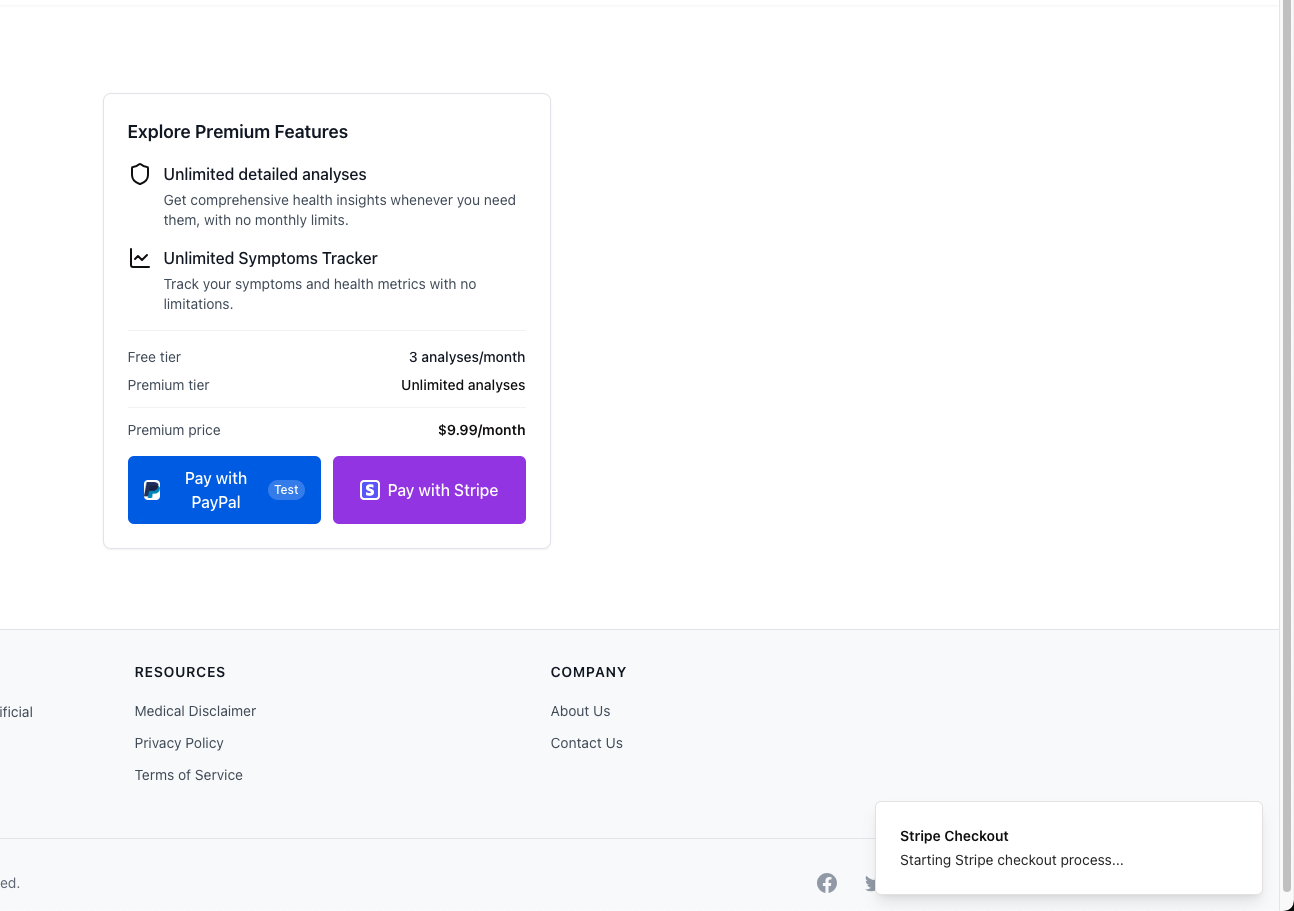 Explore Premium Features
Unlimited detailed analyses
Get comprehensive health insights whenever you need
them, with no monthly limits.
Unlimited Symptoms Tracker
Track your symptoms and health metrics with no
limitations.
Free tier 3 analyses/month
Premium tier Unlimited analyses
Premium price $9.99/month
Pay with
PayPal
Test
S Pay with Stripe
RESOURCES
COMPANY
ificial
Medical Disclaimer
About Us
Privacy Policy
Contact Us
Terms of Service
Stripe Checkout
Starting Stripe checkout process...
ed.